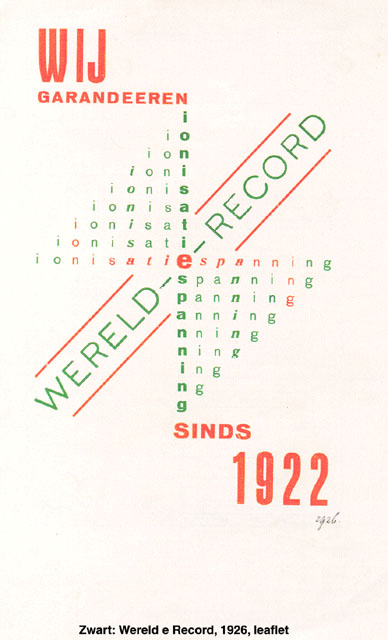 WIJ
GARANDEEREN
i
io
ion
ioni
ionis
ionisa
ionisat
ionisati
ionisatiespanning
spanning
panning
anning
nning
ning
ing
ng
g
WERELD-RECORD
SINDS
1922
1926.
Zwart: Wereld e Record, 1926, leaflet